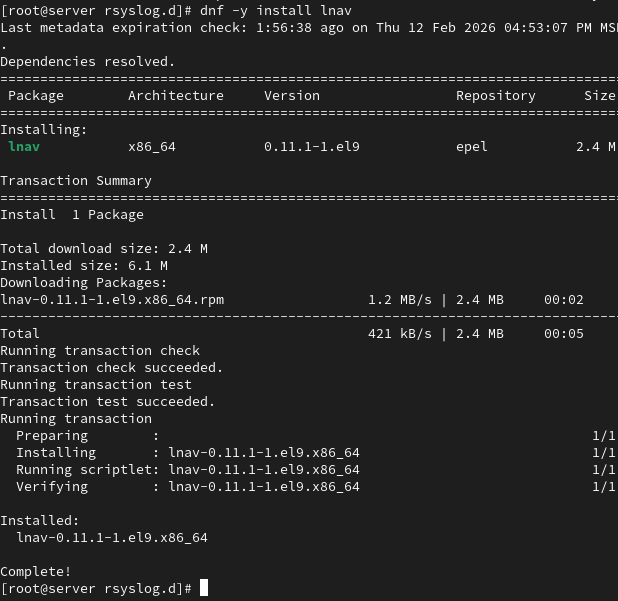 [root@server rsyslog.d]# dnf -y install lnav
Last metadata expiration check: 1:56:38 ago on Thu 12 Feb 2026 04:53:07 PM MSK
.
Dependencies resolved.
================================================================================
 Package        Architecture     Version                 Repository      Size
================================================================================
Installing:
 lnav           x86_64           0.11.1-1.el9            epel           2.4 M

Transaction Summary
================================================================================
Install  1 Package

Total download size: 2.4 M
Installed size: 6.1 M
Downloading Packages:
lnav-0.11.1-1.el9.x86_64.rpm                  1.2 MB/s | 2.4 MB     00:02
--------------------------------------------------------------------------------
Total                                         421 kB/s | 2.4 MB     00:05
Running transaction check
Transaction check succeeded.
Running transaction test
Transaction test succeeded.
Running transaction
  Preparing        :                                                      1/1
  Installing       : lnav-0.11.1-1.el9.x86_64                             1/1
  Running scriptlet: lnav-0.11.1-1.el9.x86_64                             1/1
  Verifying        : lnav-0.11.1-1.el9.x86_64                             1/1

Installed:
  lnav-0.11.1-1.el9.x86_64

Complete!
[root@server rsyslog.d]#